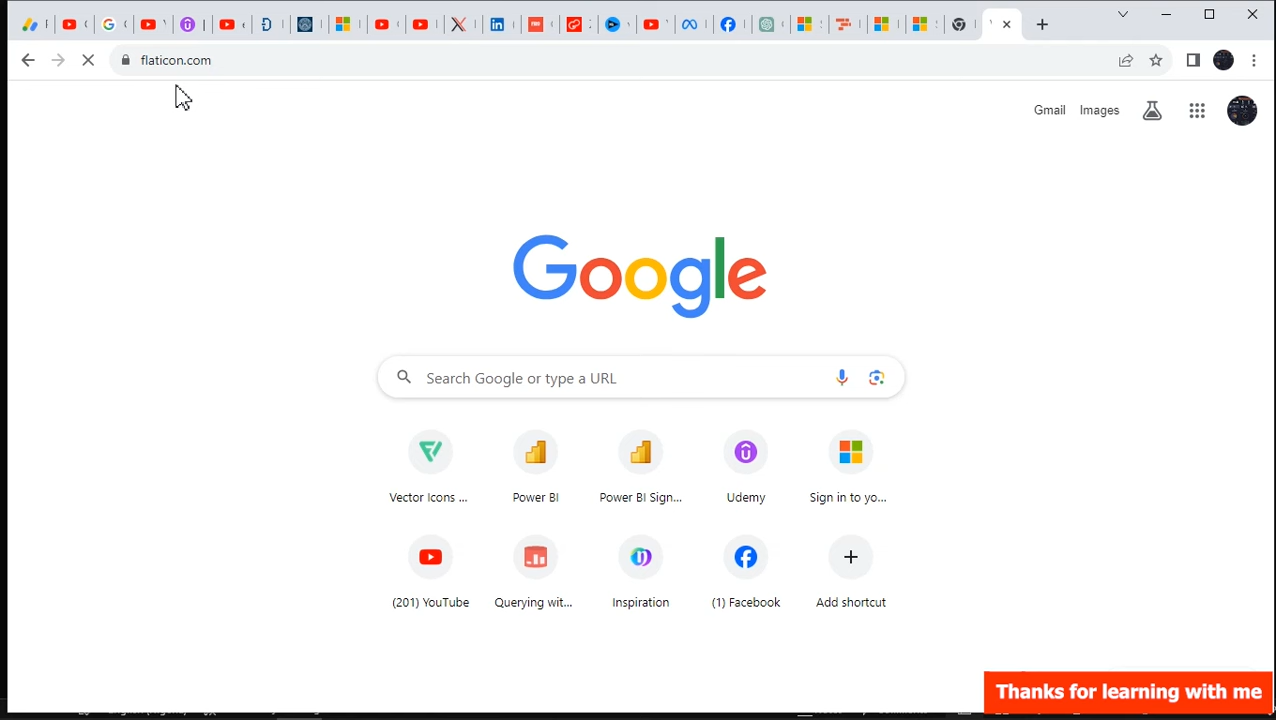 flaticon.com
Gmail Images
Google
Search Google or type a URL
Vector Icons ... Power BI Power BI Sign... Udemy Sign in to yo...
(201) YouTube Querying wit... Inspiration (1) Facebook Add shortcut
Thanks for learning with me